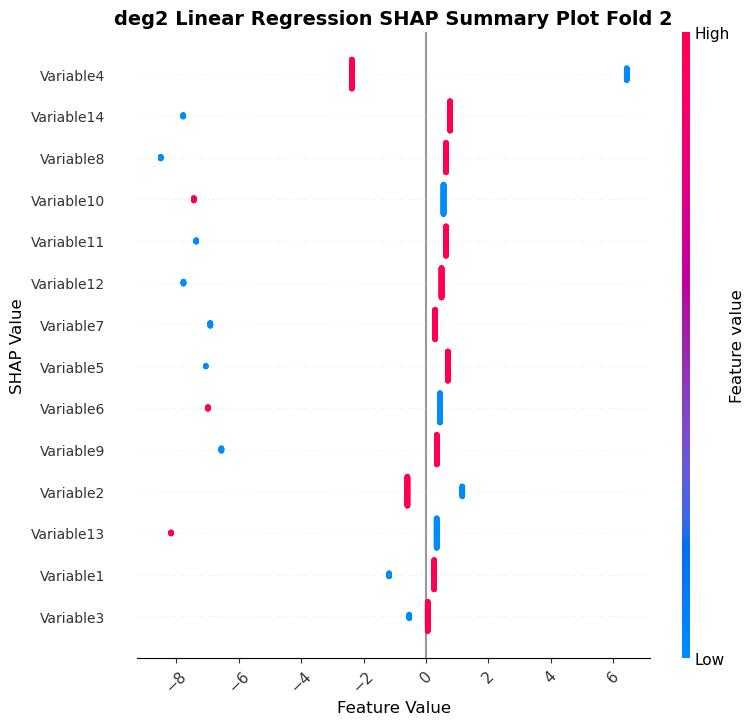 deg2 Linear Regression SHAP Summary Plot Fold 2
High
Variable4
Variable14
Variable8
Variable10
Variable11
Variable12
Variable7
Variable5
Variable6
Variable9
Variable2
Variable13
Variable1
Variable3
SHAP Value
Feature value
Low
−8
−6
−4
−2
0
2
4
6
Feature Value